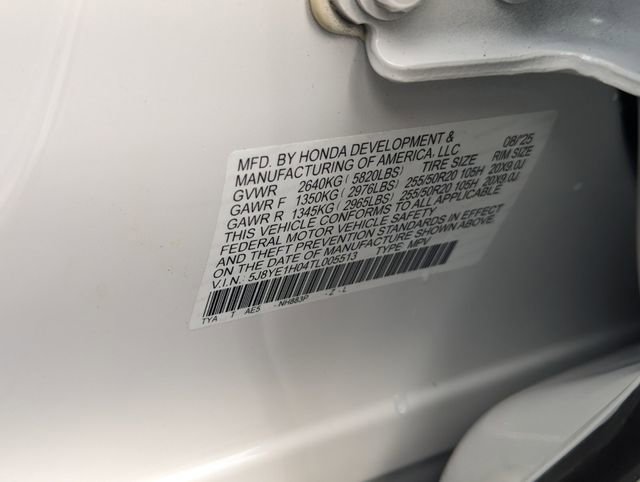 MFD. BY HONDA DEVELOPMENT & 08/25
MANUFACTURING OF AMERICA, LLC
GVWR 2640KG ( 5820LBS) TIRE SIZE RIM SIZE
GAWR F 1350KG ( 2976LBS) 255/50R20 105H 20X9.0J
GAWR R 1345KG ( 2965LBS) 255/50R20 105H 20X9.0J
THIS VEHICLE CONFORMS TO ALL APPLICABLE
FEDERAL MOTOR VEHICLE SAFETY
AND THEFT PREVENTION STANDARDS IN EFFECT
ON THE DATE OF MANUFACTURE SHOWN ABOVE
V.I.N.: 5J8YE1H04TL005513 TYPE: MPV
TYA 1 AE5 -NH883P -Z-L